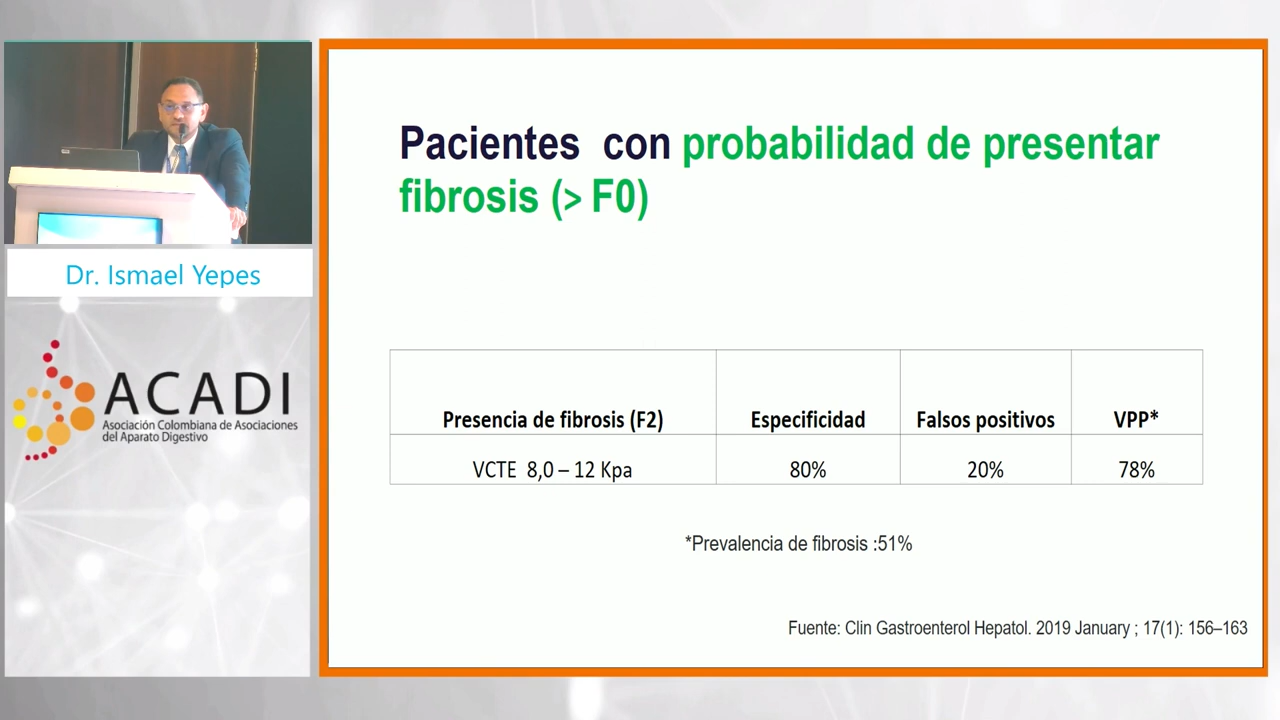 Pacientes con probabilidad de presentar
fibrosis (> F0)
Dr. Ismael Yepes
ACADI
Asociación Colombiana de Asociaciones
del Aparato Digestivo
Presencia de fibrosis (F2) Especificidad Falsos positivos VPP*
VCTE 8,0 – 12 Kpa 80% 20% 78%
*Prevalencia de fibrosis :51%
Fuente: Clin Gastroenterol Hepatol. 2019 January ; 17(1): 156–163